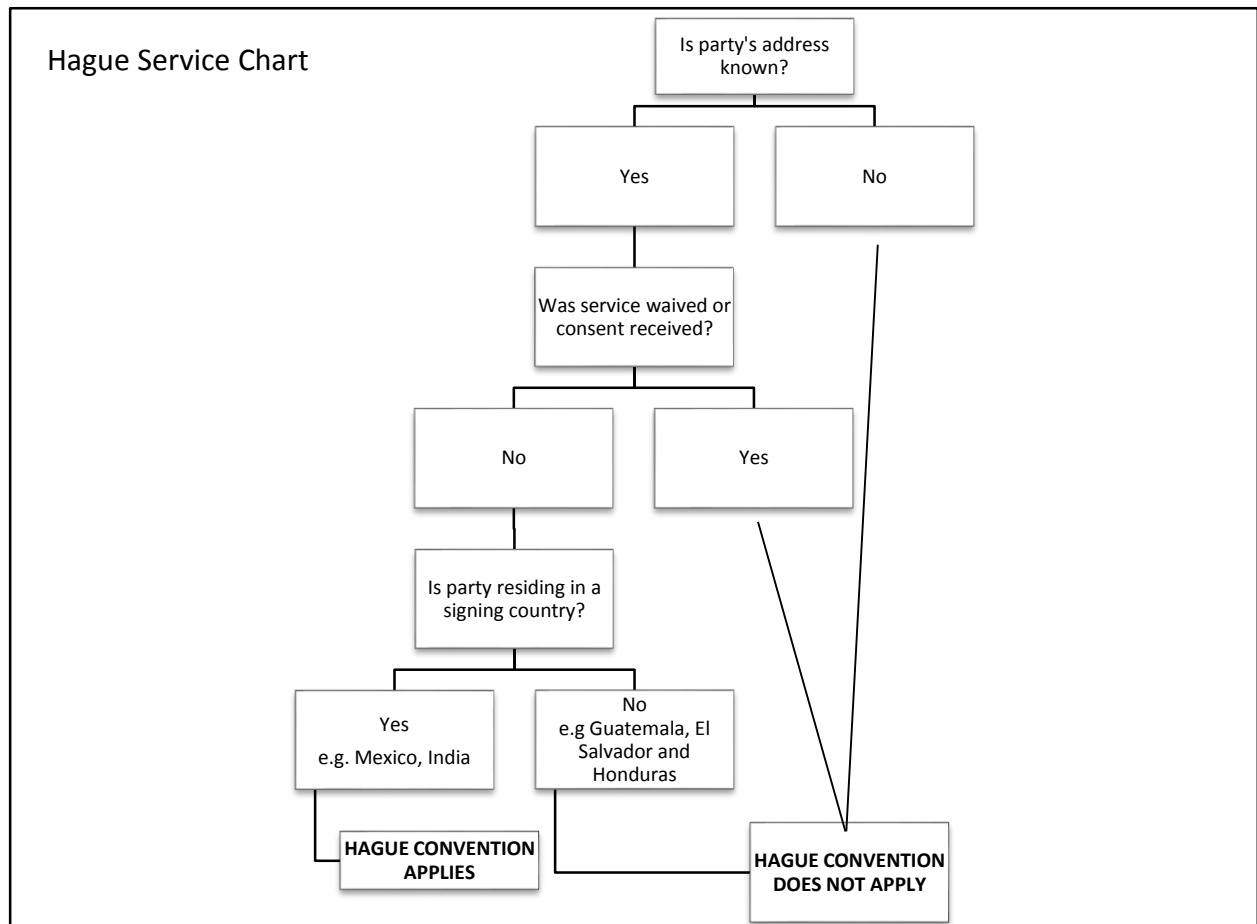 Hague Service Chart
Is party's address
known?
Yes
No
Was service waived or
consent received?
No
Yes
Is party residing in a
signing country?
Yes
e.g. Mexico, India
No
e.g Guatemala, El
Salvador and
Honduras
HAGUE CONVENTION
APPLIES
HAGUE CONVENTION
DOES NOT APPLY